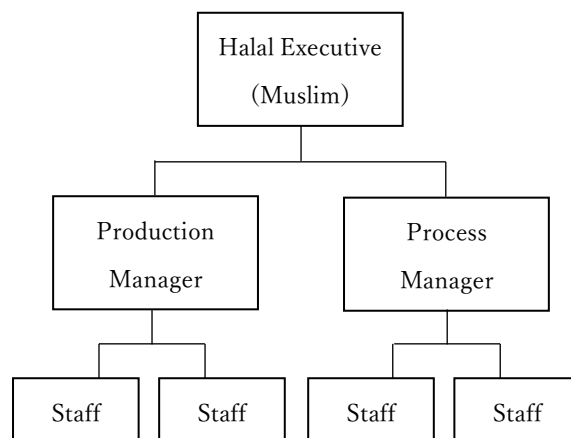 Halal Executive
(Muslim)
Production
Manager
Process
Manager
Staff
Staff
Staff
Staff